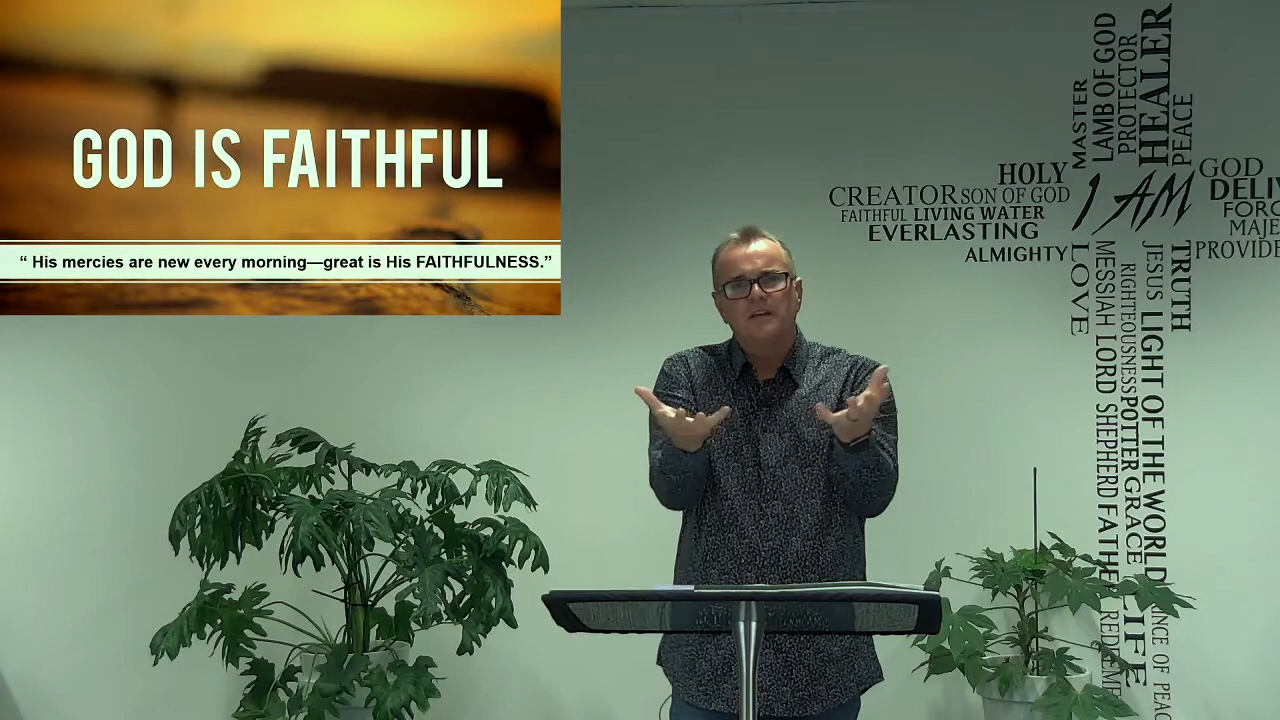 GOD IS FAITHFUL
“ His mercies are new every morning—great is His FAITHFULNESS.”
MASTER
LAMB OF GOD
PROTECTOR
HEALER
PEACE
HOLY
CREATOR SON OF GOD
FAITHFUL LIVING WATER
EVERLASTING
ALMIGHTY
I AM
GOD
PROVIDE
LOVE
MESSIAH LORD SHEPHERD FATHE
REDEEME
RIGHTEOUSNESS POTTER GRACE LIFE
JESUS LIGHT OF THE WORLD
TRUTH